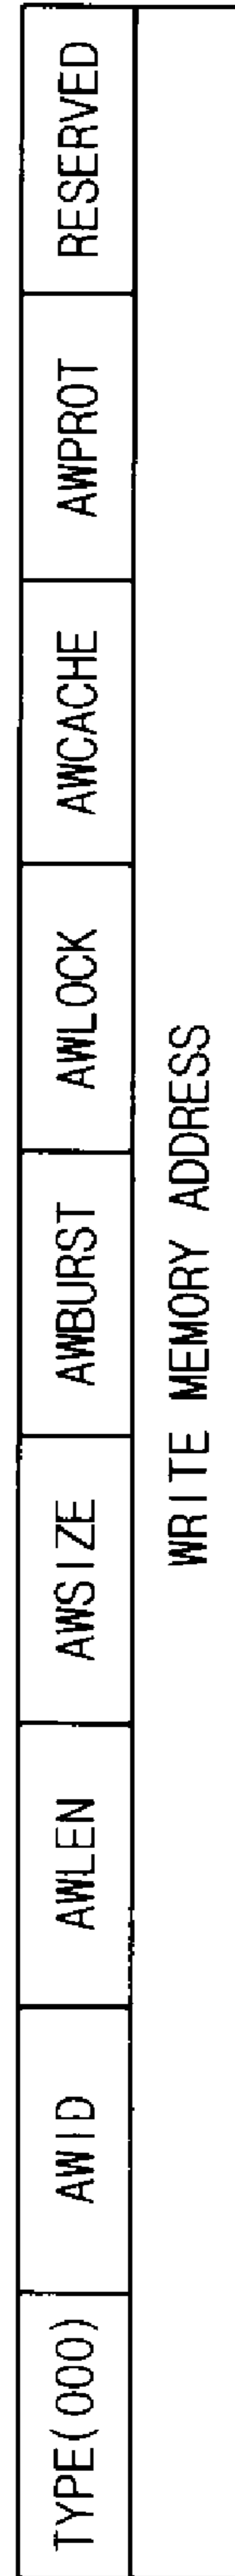 TYPE(000) AWID AWLEN AWSIZE AWBURST AWLOCK AWCACHE AWPROT RESERVED
WRITE MEMORY ADDRESS